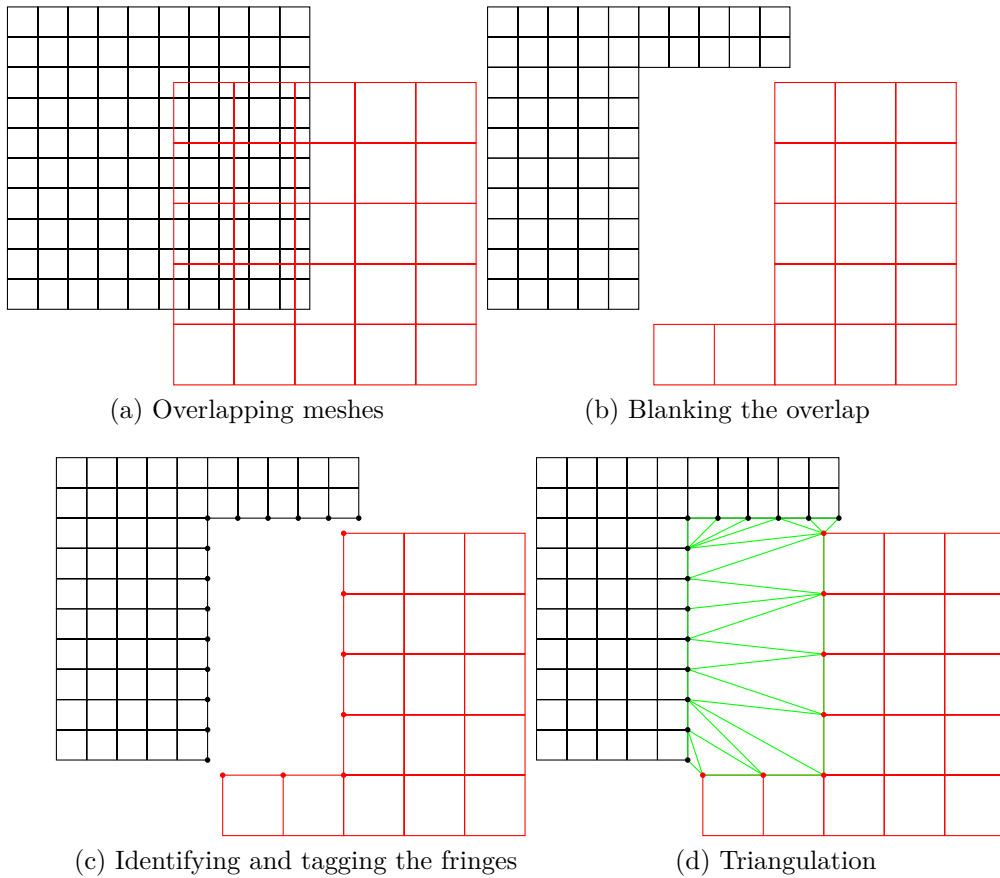 (a) Overlapping meshes
(b) Blanking the overlap
(c) Identifying and tagging the fringes
(d) Triangulation